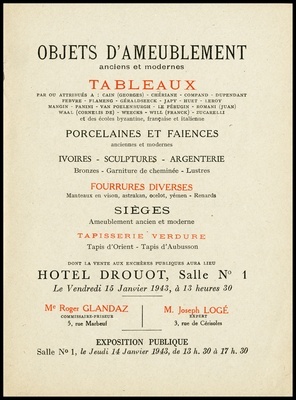 OBJETS D'AMEUBLEMENT
anciens et modernes
TABLEAUX
PAR OU ATTRIBUÉS A : CAIN (GEORGES) - CHÉRIANE - COMPAND - DUPENDANT
FERVRE - FLAMENG - GÉNALDSERCK - JAPY - HUET - LEROY
MANGIN - PANINI - VAN POELENBURGH - LE PÉRUGIN - ROMANI (JUAN)
WAAL (CORNELIS DE) - WEECKS - WILL (FRANCK) - ZUCARELLI
et des écoles byzantine, française et italienne
PORCELAINES ET FAIENCES
anciennes et modernes
IVOIRES - SCULPTURES - ARGENTERIE
Bronzes - Garniture de cheminée - Lustres
FOURRURES DIVERSES
Manteaux en vison, astrakan, ocelot, yémen - Renards
SIÈGES
Ameublement ancien et moderne
TAPISSERIE VERDURE
Tapis d'Orient - Tapis d'Aubusson
DONT LA VENTE AUX ENCHÈRES PUBLIQUES AURA LIEU
HOTEL DROUOT, Salle N° 1
Le Vendredi 15 Janvier 1943, à 13 heures 30
Me Roger GLANDAZ
COMMISSAIRE-PRISEUR
9, rue Marbeuf
M. Joseph LOGÉ
EXPERT
3, rue de Cérisoles
EXPOSITION PUBLIQUE
Salle N° 1, le Jeudi 14 Janvier 1943, de 13 h. 30 à 17 h. 30